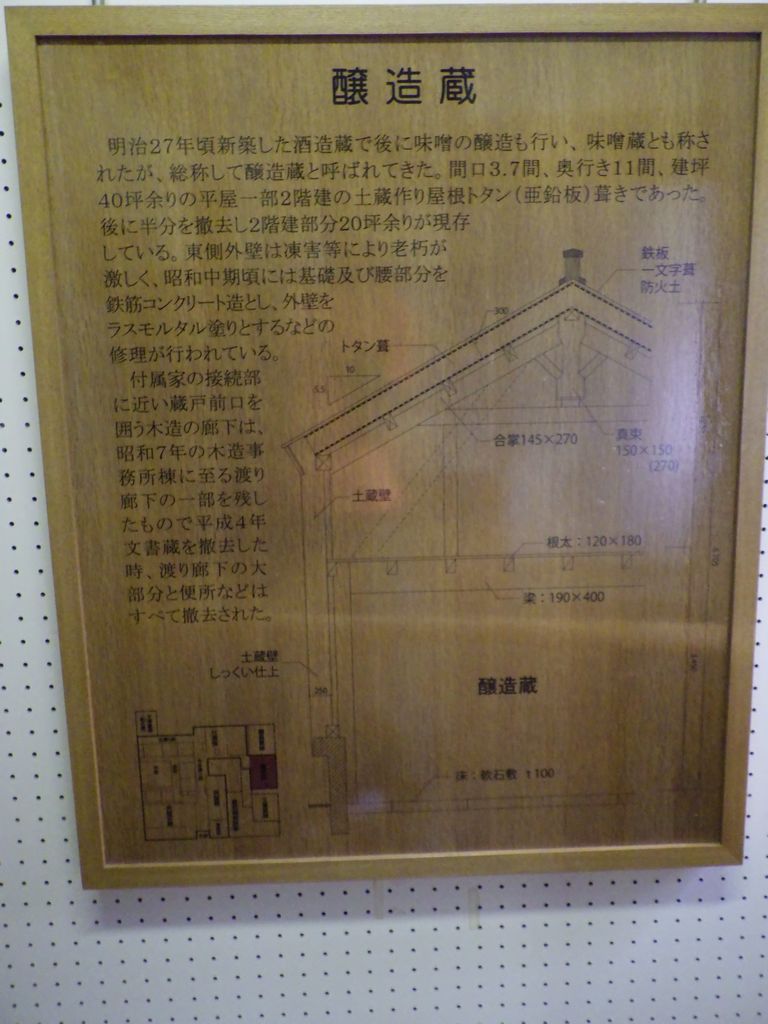 醸造蔵
明治27年頃新築した酒造蔵で後に味噌の醸造も行い、味噌蔵とも称さ
れたが、総称して醸造蔵と呼ばれてきた。間口3.7間、奥行き11間、建坪
40坪余りの平屋一部2階建の土蔵作り屋根トタン(亜鉛板)葺きであった。
後に半分を撤去し2階建部分20坪余りが現存
している。東側外壁は凍害等により老朽が
激しく、昭和中期頃には基礎及び腰部分を
鉄筋コンクリート造とし、外壁を
ラスモルタル塗りとするなどの
修理が行われている。
付属家の接続部
に近い蔵戸前口を
囲う木造の廊下は、
昭和7年の木造事
務所棟に至る渡り
廊下の一部を残し
たもので平成4年
文書蔵を撤去した
時、渡り廊下の大
部分と便所などは
すべて撤去された。
鉄板
一文字葺
防火土
300
トタン葺
10
5.5
合掌145×270
真束
150×150
(270)
土蔵壁
根太:120×180
梁:190×400
土蔵壁
しっくい仕上
250
醸造蔵
床:軟石敷 t100